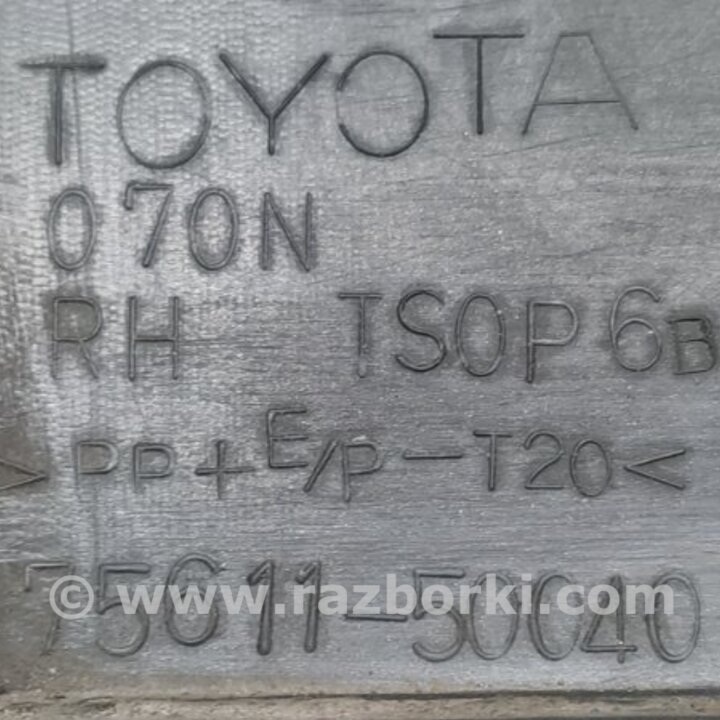 TOYOTA
070N
RH TSOP6B
>PP+E/P-T20<
75611-50040
© www.razborki.com